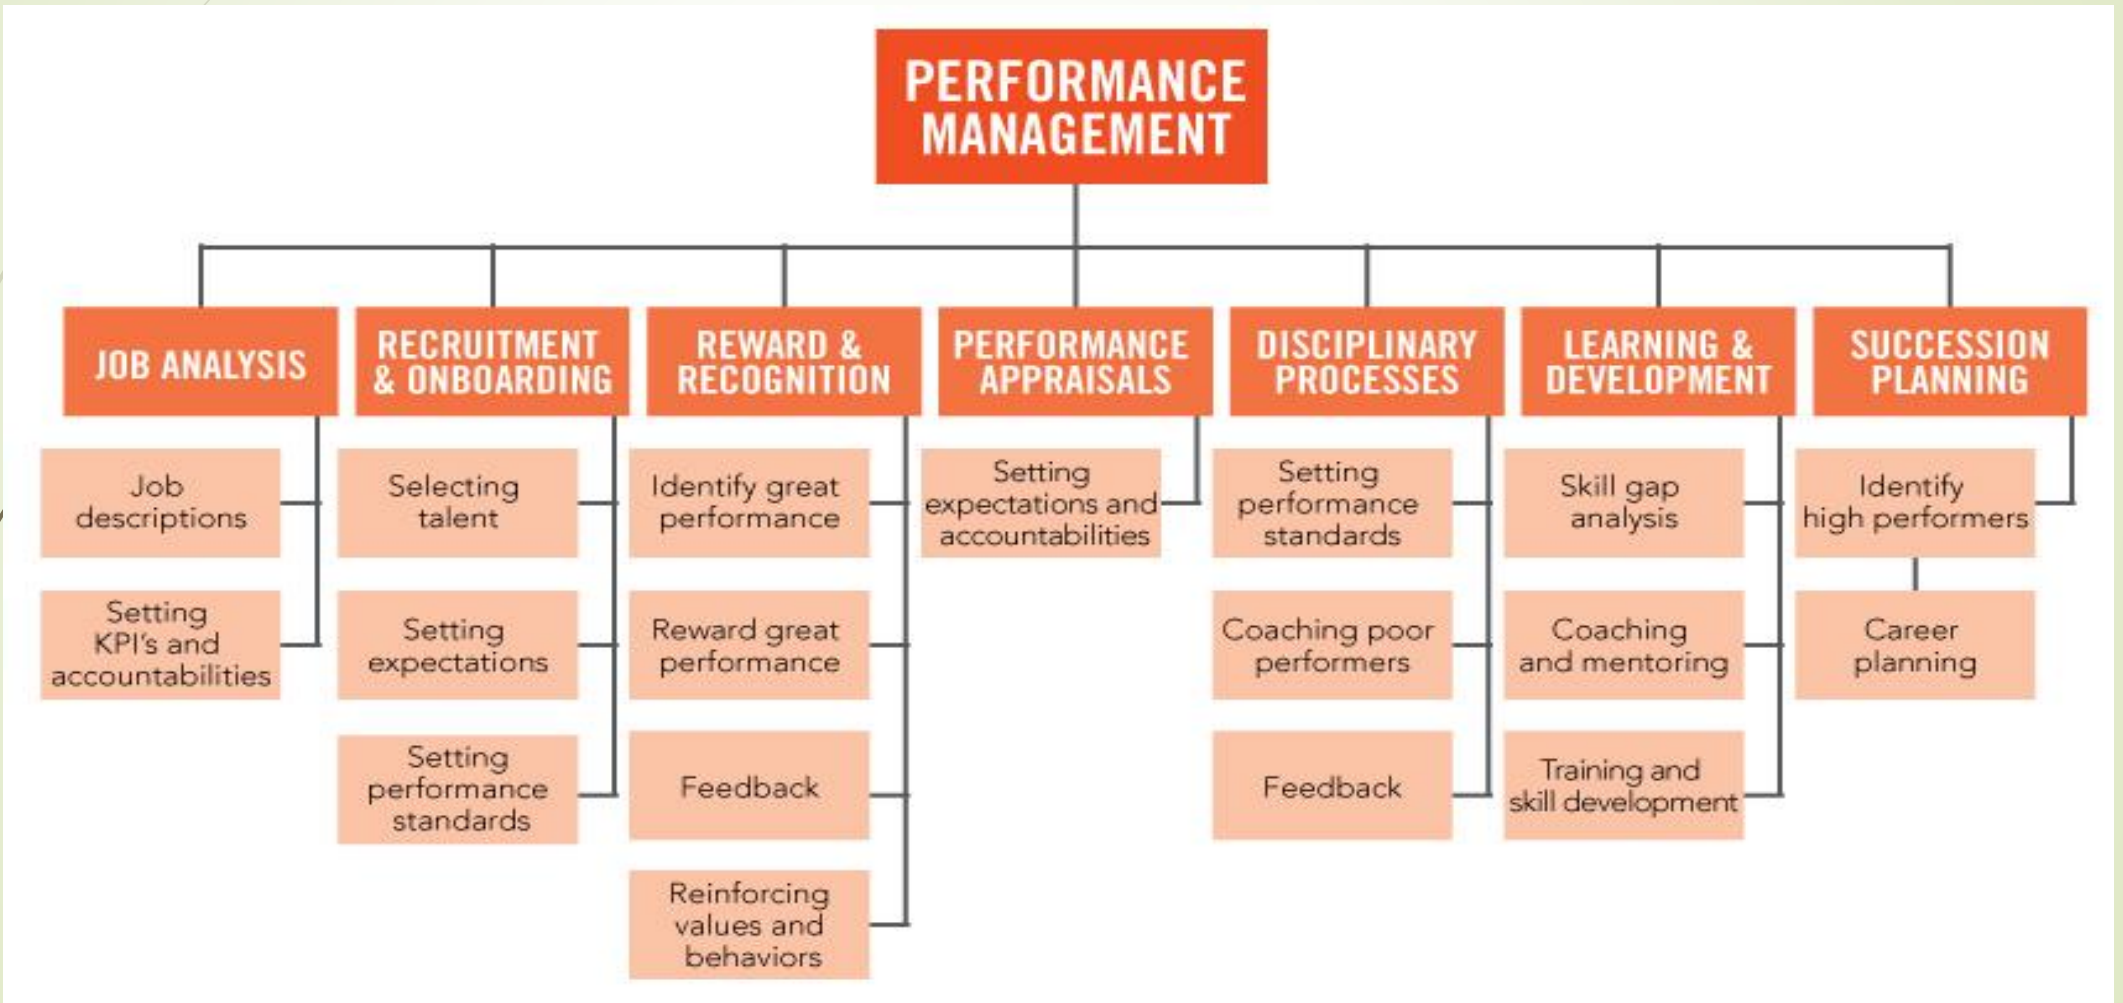 PERFORMANCE
MANAGEMENT
JOB ANALYSIS
RECRUITMENT
& ONBOARDING
REWARD &
RECOGNITION
PERFORMANCE
APPRAISALS
DISCIPLINARY
PROCESSES
LEARNING &
DEVELOPMENT
SUCCESSION
PLANNING
Job
descriptions
Setting
KPI's and
accountabilities
Selecting
talent
Setting
expectations
Setting
performance
standards
Identify great
performance
Reward great
performance
Feedback
Reinforcing
values and
behaviors
Setting
expectations and
accountabilities
Setting
performance
standards
Coaching poor
performers
Feedback
Skill gap
analysis
Coaching
and mentoring
Training and
skill development
Identify
high performers
Career
planning